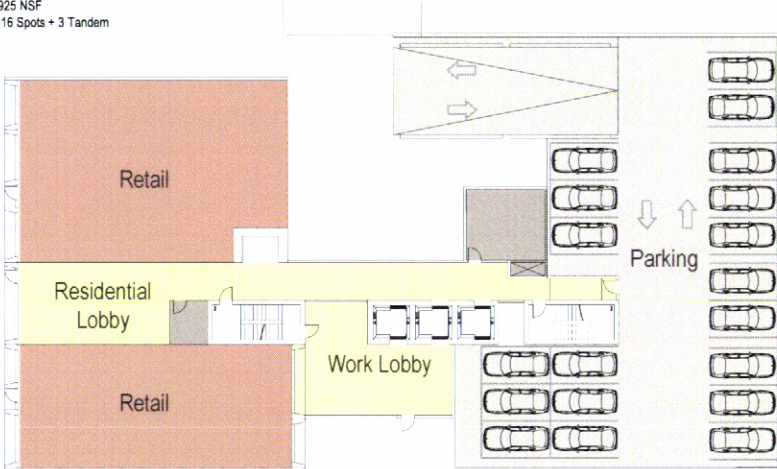 925 NSF
16 Spots + 3 Tandem
Retail
Parking
Residential
Lobby
Work Lobby
Retail